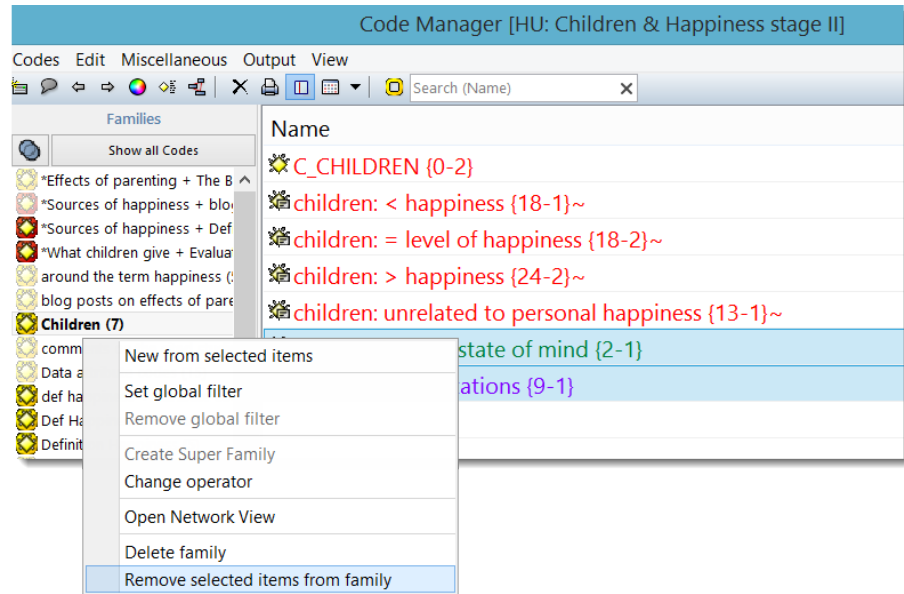 Code Manager [HU: Children & Happiness stage II]
Codes Edit Miscellaneous Output View
Search (Name)
Families
Show all Codes
*Effects of parenting + The B
*Sources of happiness + blo
*Sources of happiness + Def
*What children give + Evalua
around the term happiness (
blog posts on effects of pare
Children (7)
comm
Data a
def ha
Def Ha
Definit
Name
C_CHILDREN {0-2}
children: < happiness {18-1}~
children: = level of happiness {18-2}~
children: > happiness {24-2}~
children: unrelated to personal happiness {13-1}~
state of mind {2-1}
ations {9-1}
New from selected items
Set global filter
Remove global filter
Create Super Family
Change operator
Open Network View
Delete family
Remove selected items from family